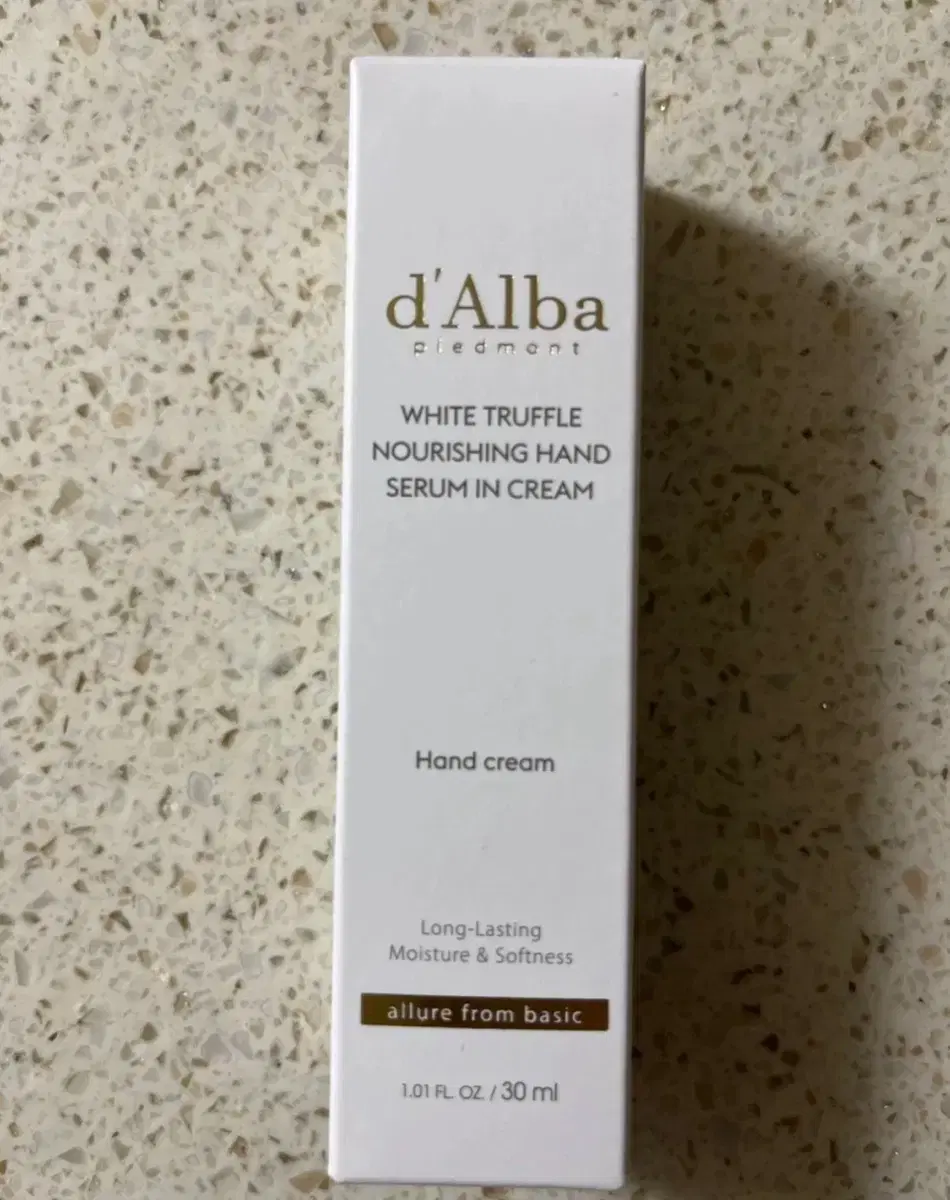 d'Alba
piedmont
WHITE TRUFFLE
NOURISHING HAND
SERUM IN CREAM
Hand cream
Long-Lasting
Moisture & Softness
allure from basic
1.01 FL. OZ. / 30 ml